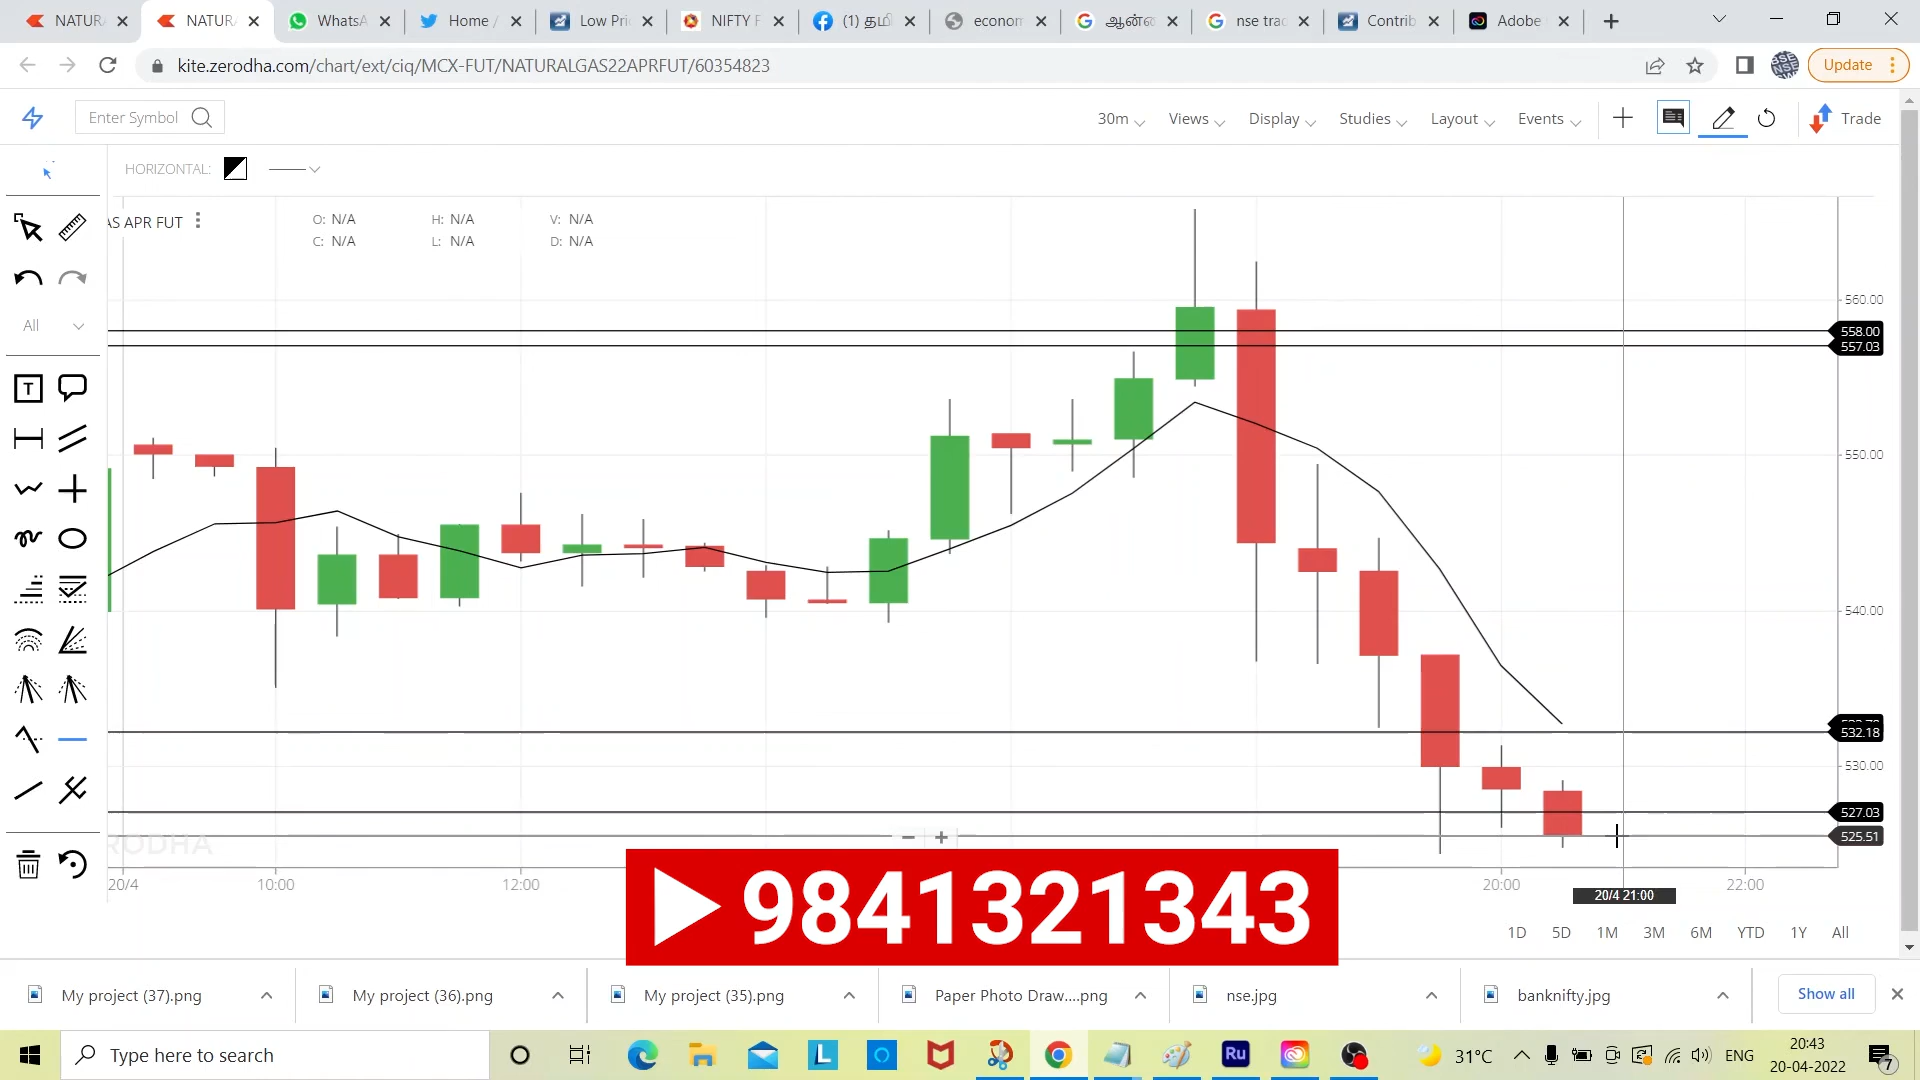 NATUR
NATUR
WhatsA
Home /
Low Pri
NIFTY F
(1) தமி
econom
ஆன்ல
nse trac
Contrib
Adobe
kite.zerodha.com/chart/ext/ciq/MCX-FUT/NATURALGAS22APRFUT/60354823
Update
Enter Symbol
30m
Views
Display
Studies
Layout
Events
Trade
HORIZONTAL:
AS APR FUT
O: N/A H: N/A V: N/A
C: N/A L: N/A D: N/A
All
T
560.00
558.00
557.03
550.00
540.00
532.18
530.00
527.03
525.51
RODHA
20/4
10:00
12:00
20:00
22:00
20/4 21:00
9841321343
1D 5D 1M 3M 6M YTD 1Y All
My project (37).png
My project (36).png
My project (35).png
Paper Photo Draw....png
nse.jpg
banknifty.jpg
Show all
Type here to search
L
Ru
31°C
ENG
20:43
20-04-2022
7